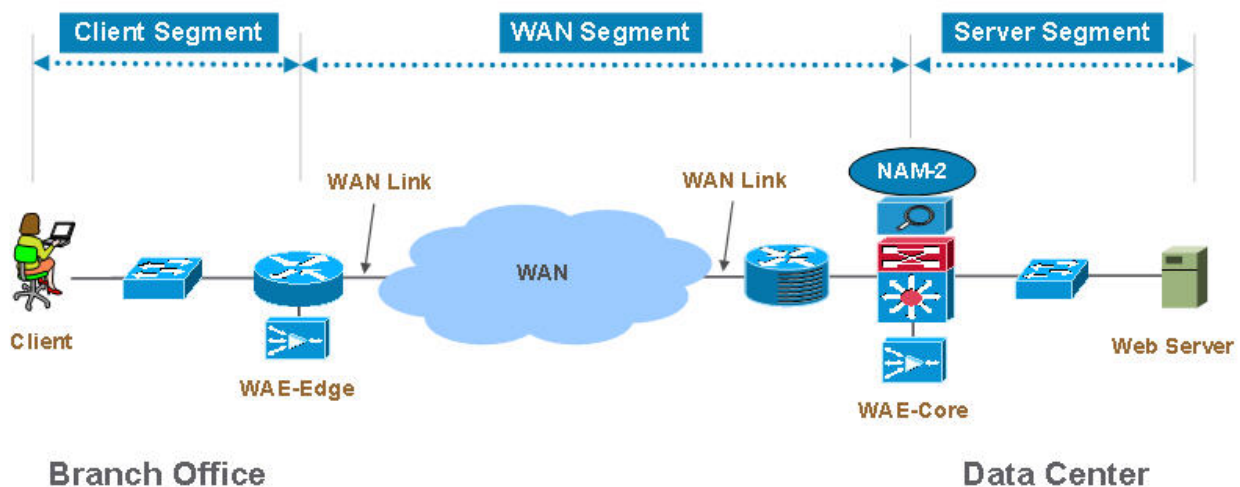 Client Segment
WAN Segment
Server Segment
NAM-2
WAN Link
WAN Link
WAN
Client
WAE-Edge
WAE-Core
Web Server
Branch Office
Data Center